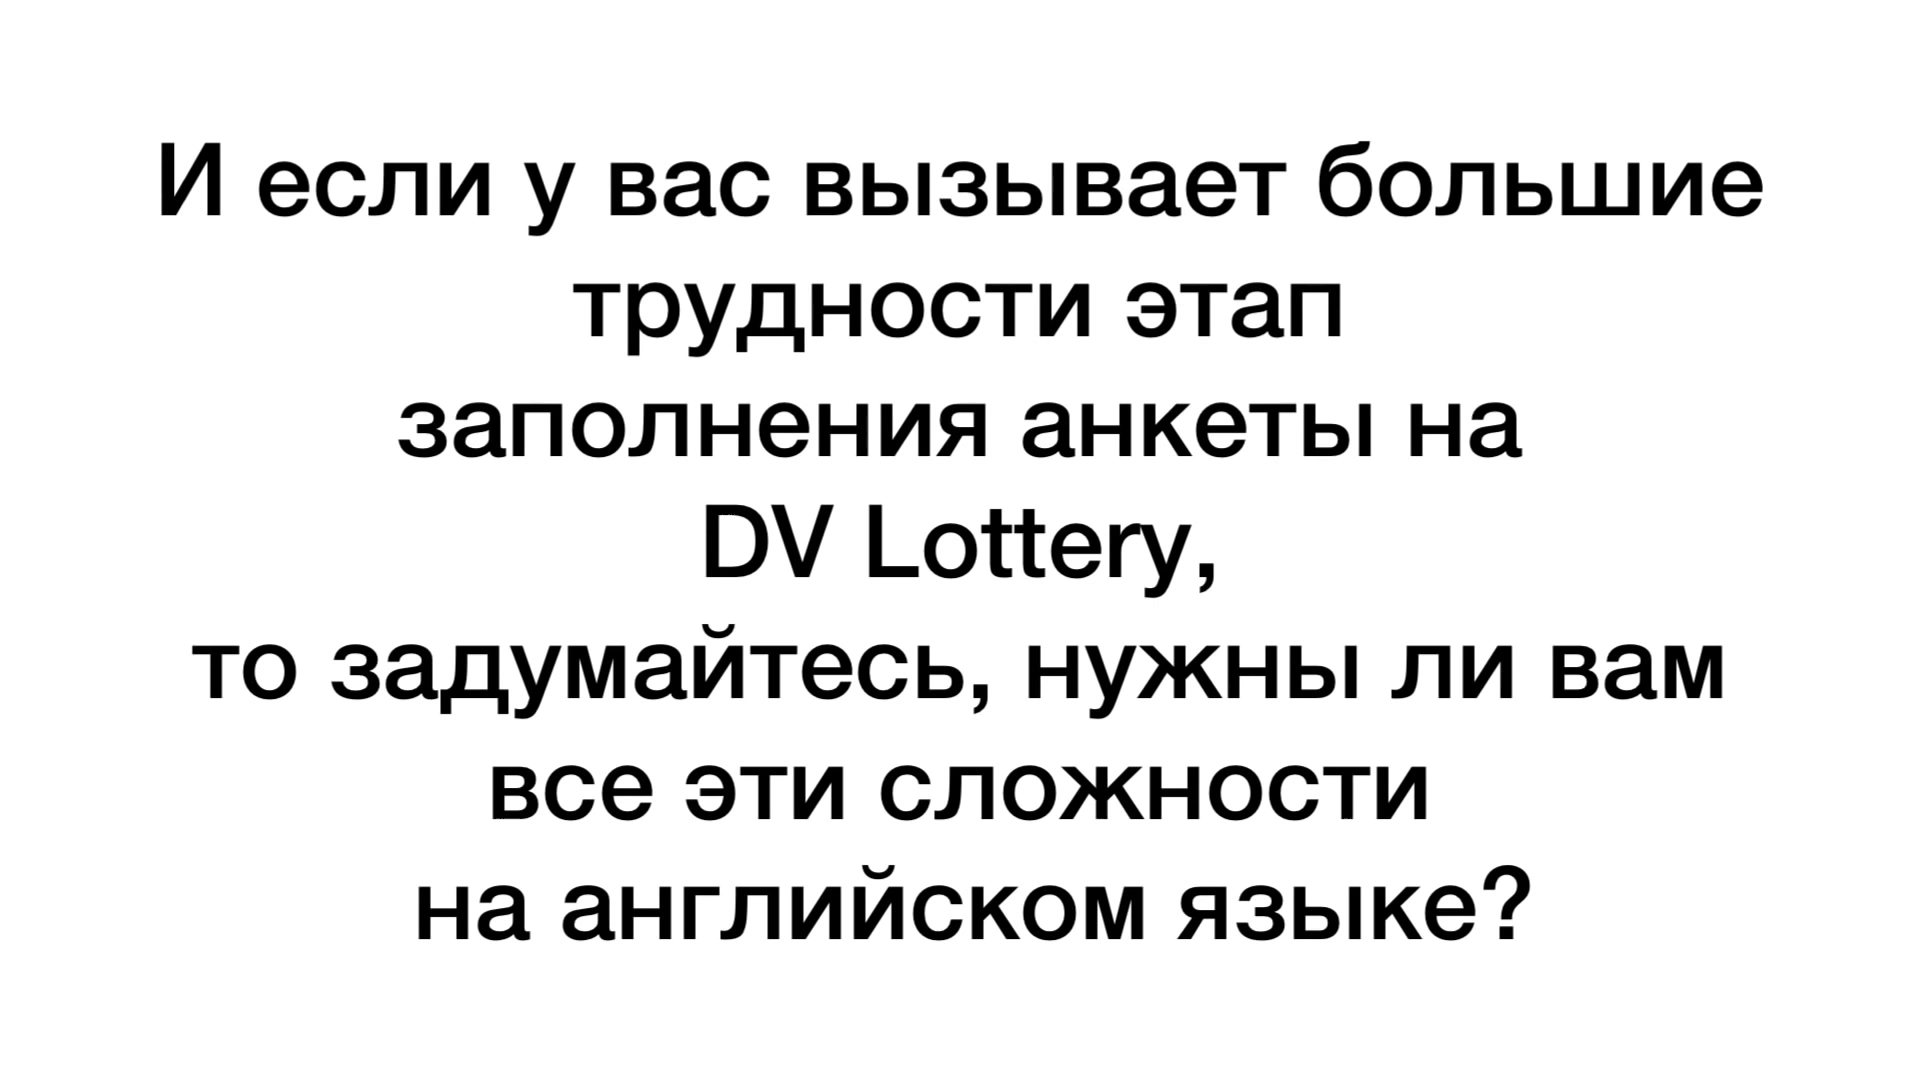 И если у вас вызывает большие
трудности этап
заполнения анкеты на
DV Lottery,
то задумайтесь, нужны ли вам
все эти сложности
на английском языке?